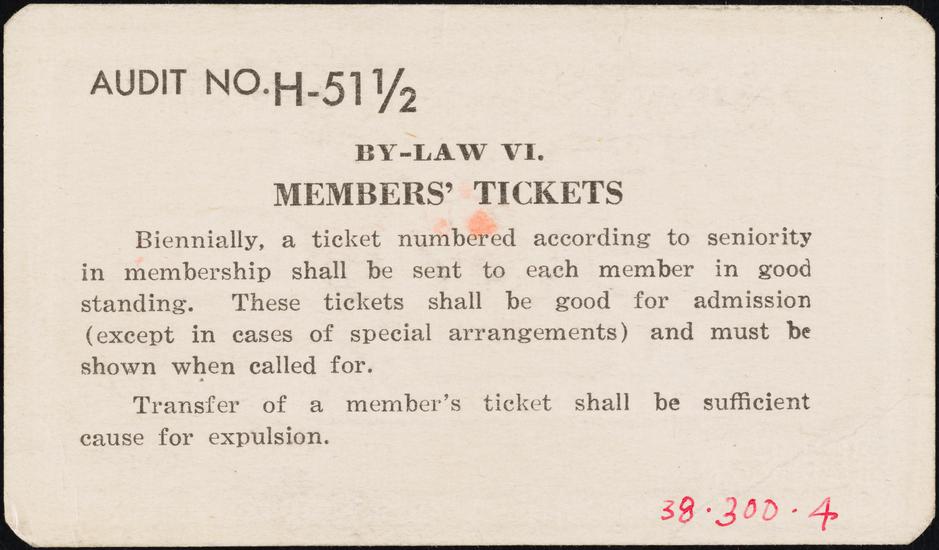 AUDIT NO. H-51½
BY-LAW VI.
MEMBERS' TICKETS
Biennially, a ticket numbered according to seniority
in membership shall be sent to each member in good
standing. These tickets shall be good for admission
(except in cases of special arrangements) and must be
shown when called for.
Transfer of a member's ticket shall be sufficient
cause for expulsion.
38.300.4